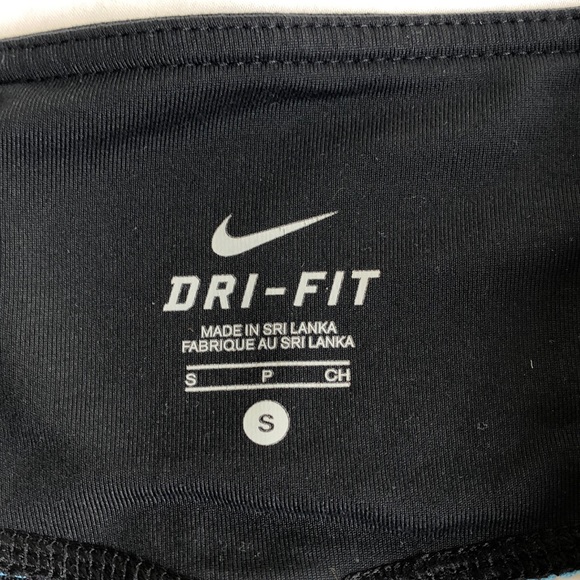 DRI-FIT
MADE IN SRI LANKA
FABRIQUE AU SRI LANKA
S P CH
S